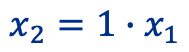 x₂ = 1 · x₁